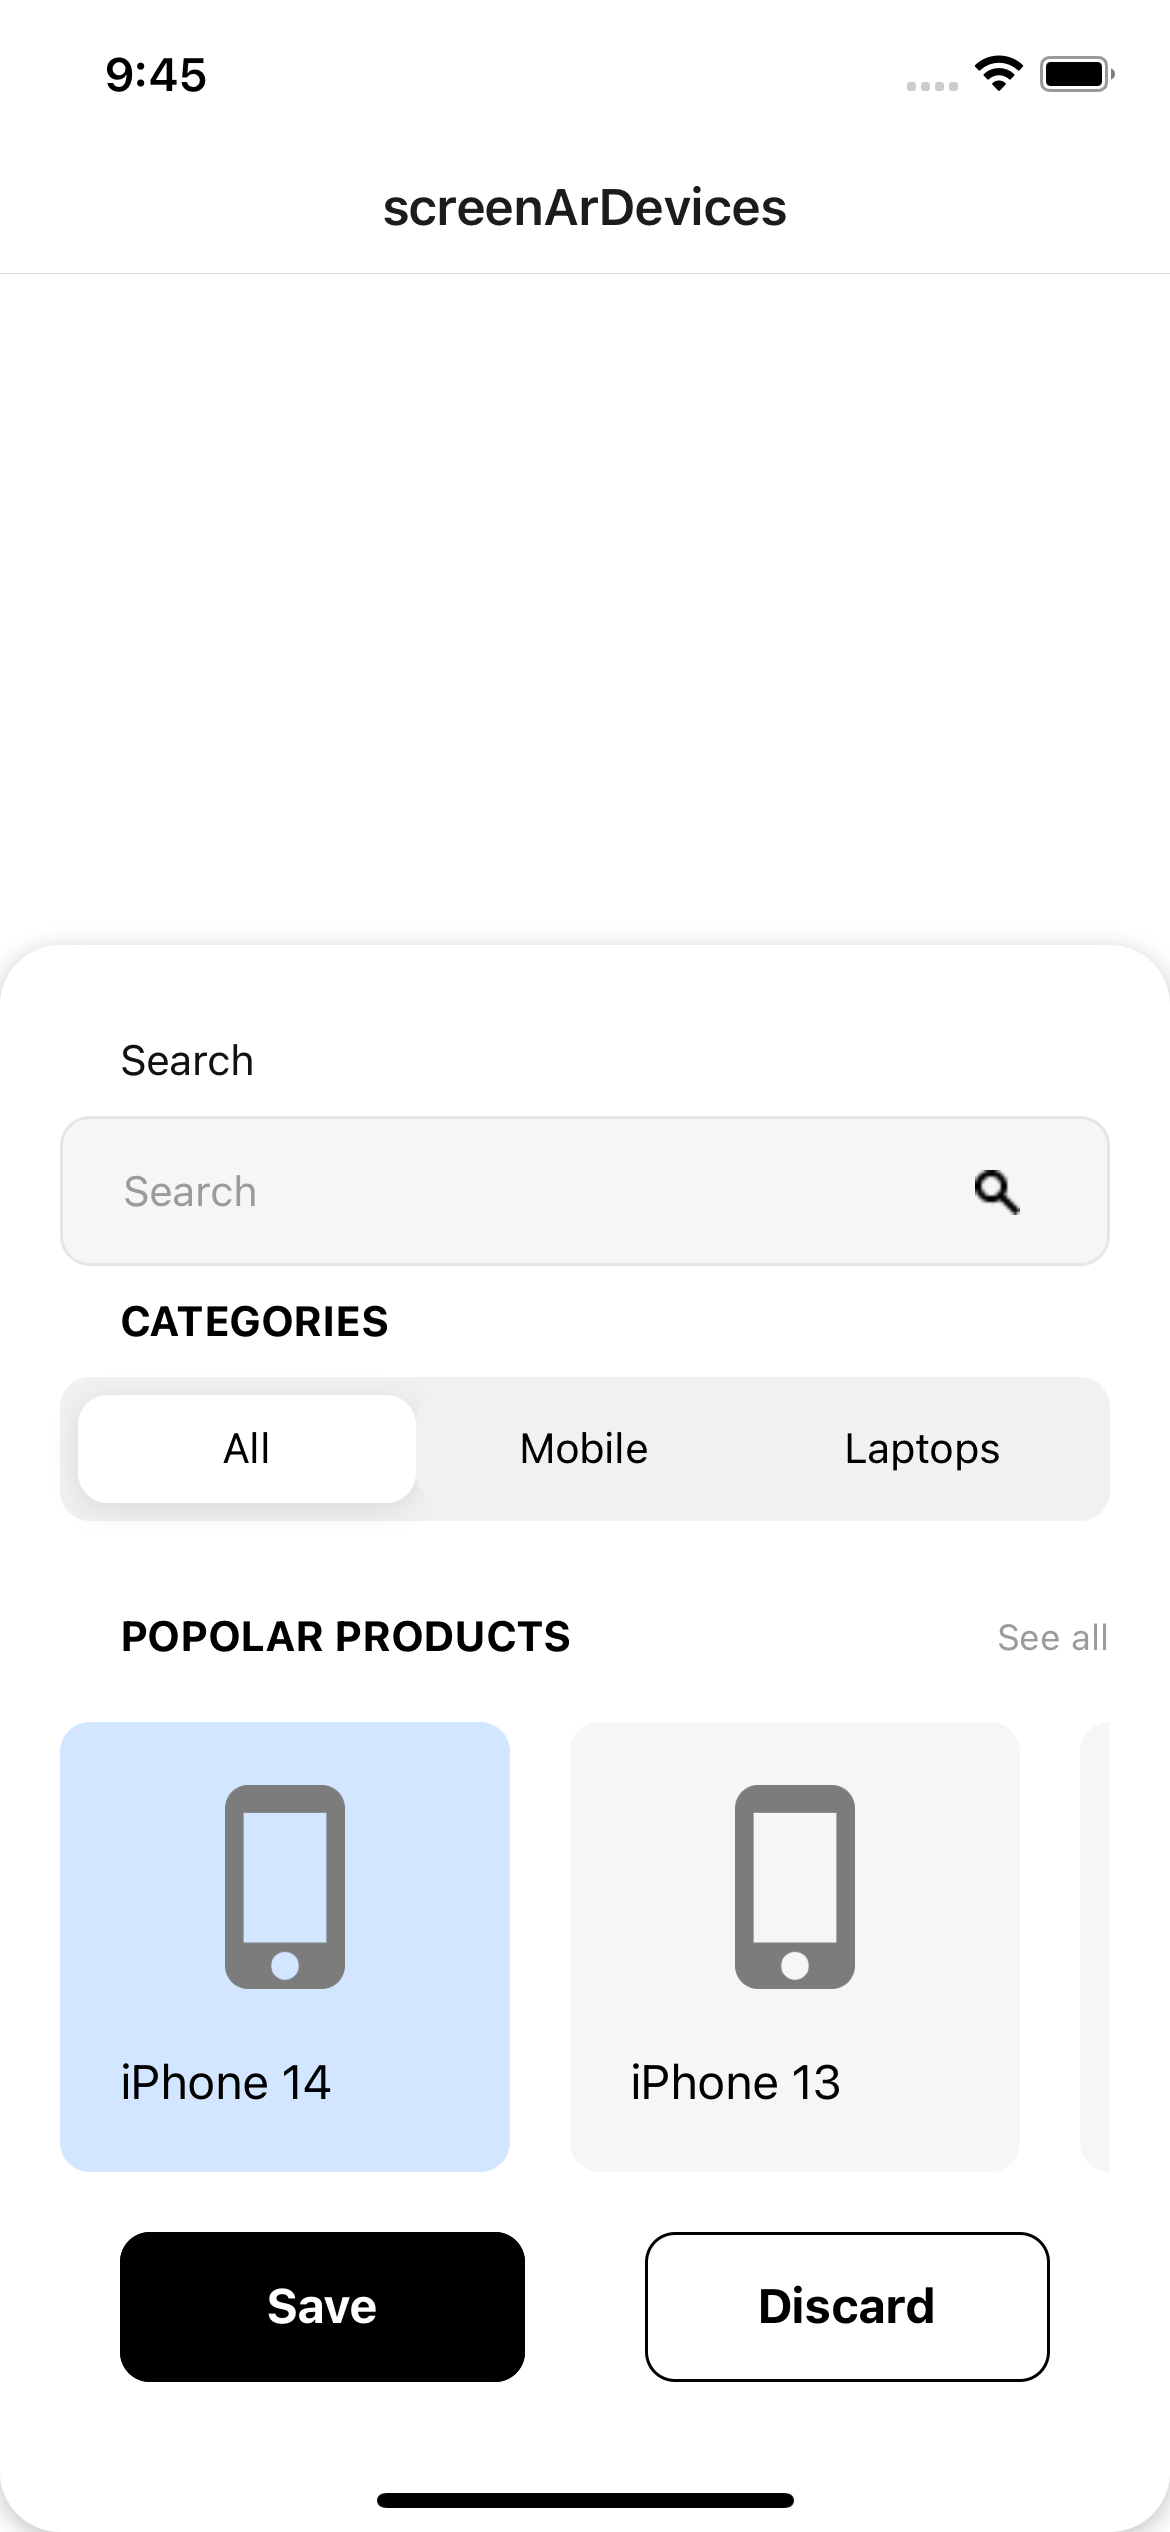 9:45
screenArDevices
Search
Search
CATEGORIES
All Mobile Laptops
POPOLAR PRODUCTS See all
iPhone 14 iPhone 13
Save Discard